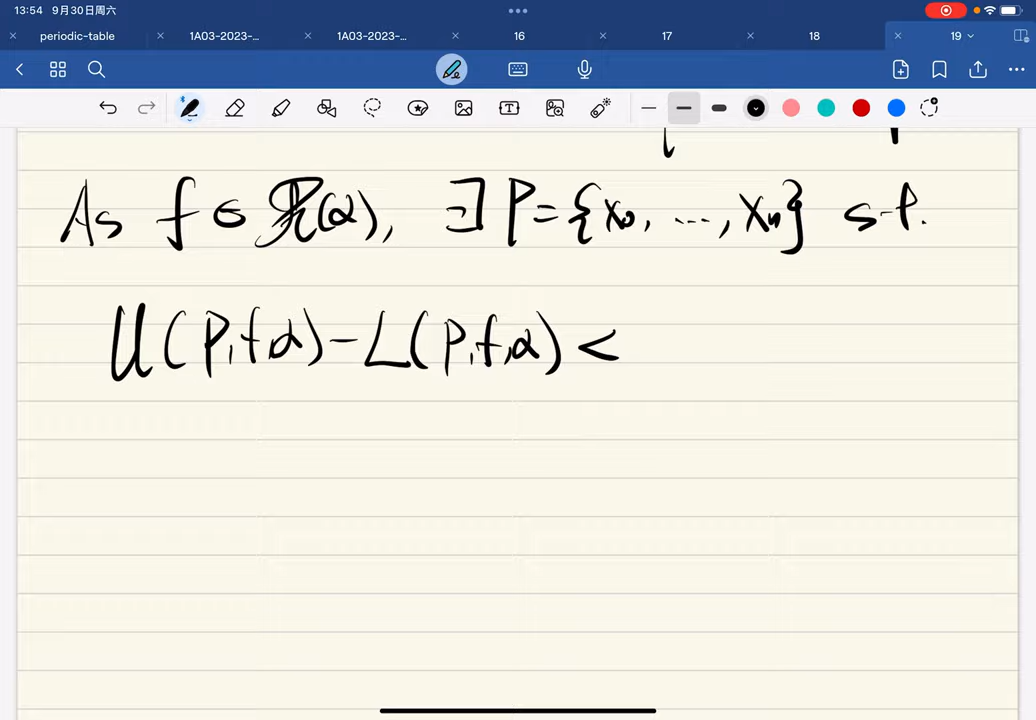 13:54 9月30日周六
periodic-table 1A03-2023-... 1A03-2023-... 16 17 18 19
As f ∈ ℛ(α), ∃ P = {x₀, ..., xₙ} s.t.
U(P,f,α) - L(P,f,α) <